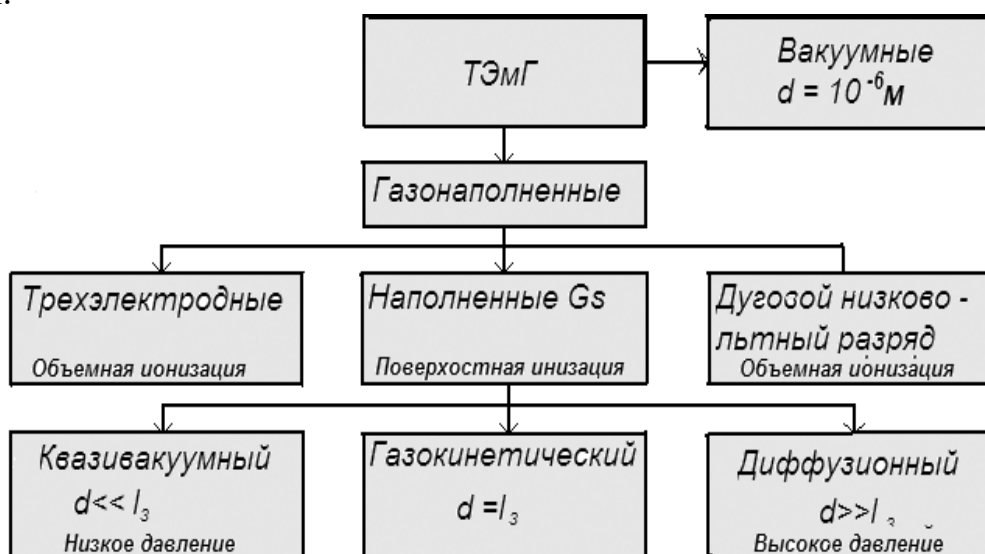 ТЭмГ
Вакуумные
d = 10⁻⁶м
Газонаполненные
Трехэлектродные
Объемная ионизация
Наполненные Gs
Поверхостная инизация
Дуговой низково -
льтный разряд
Объемная ионизация
Квазивакуумный
d<< l₃
Низкое давление
Газокинетический
d =l₃
Диффузионный
d>>l₃
Высокое давление